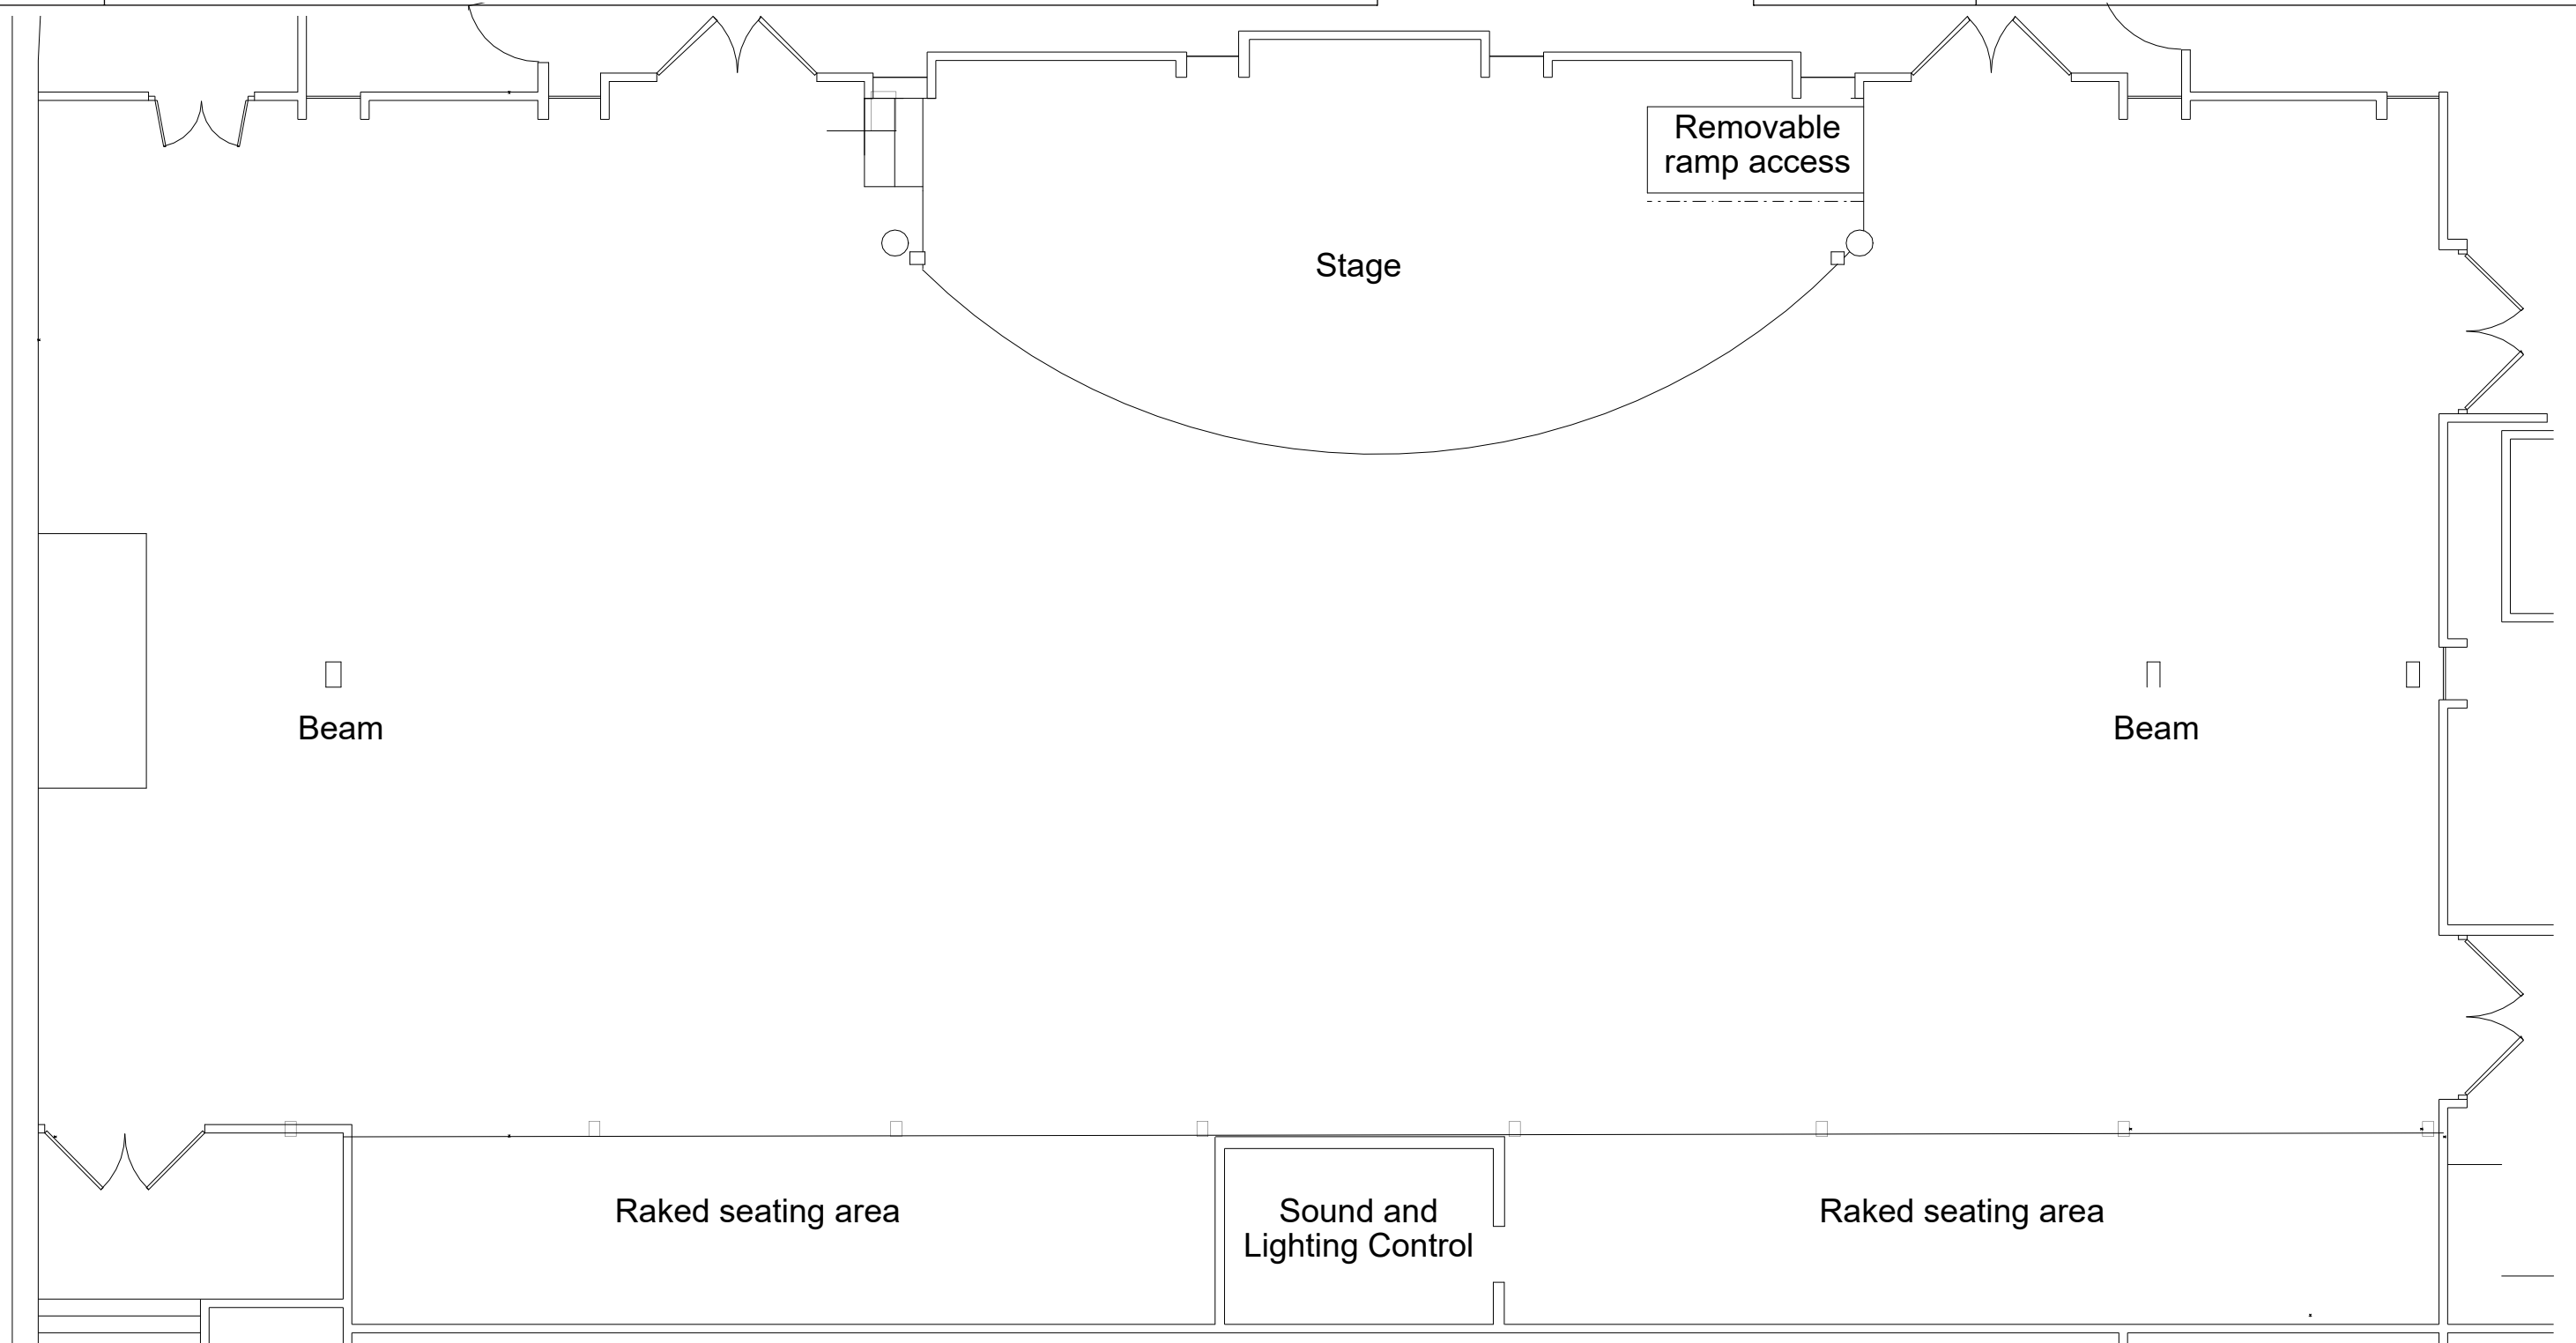 Removable
ramp access
Stage
Beam
Beam
Raked seating area
Sound and
Lighting Control
Raked seating area